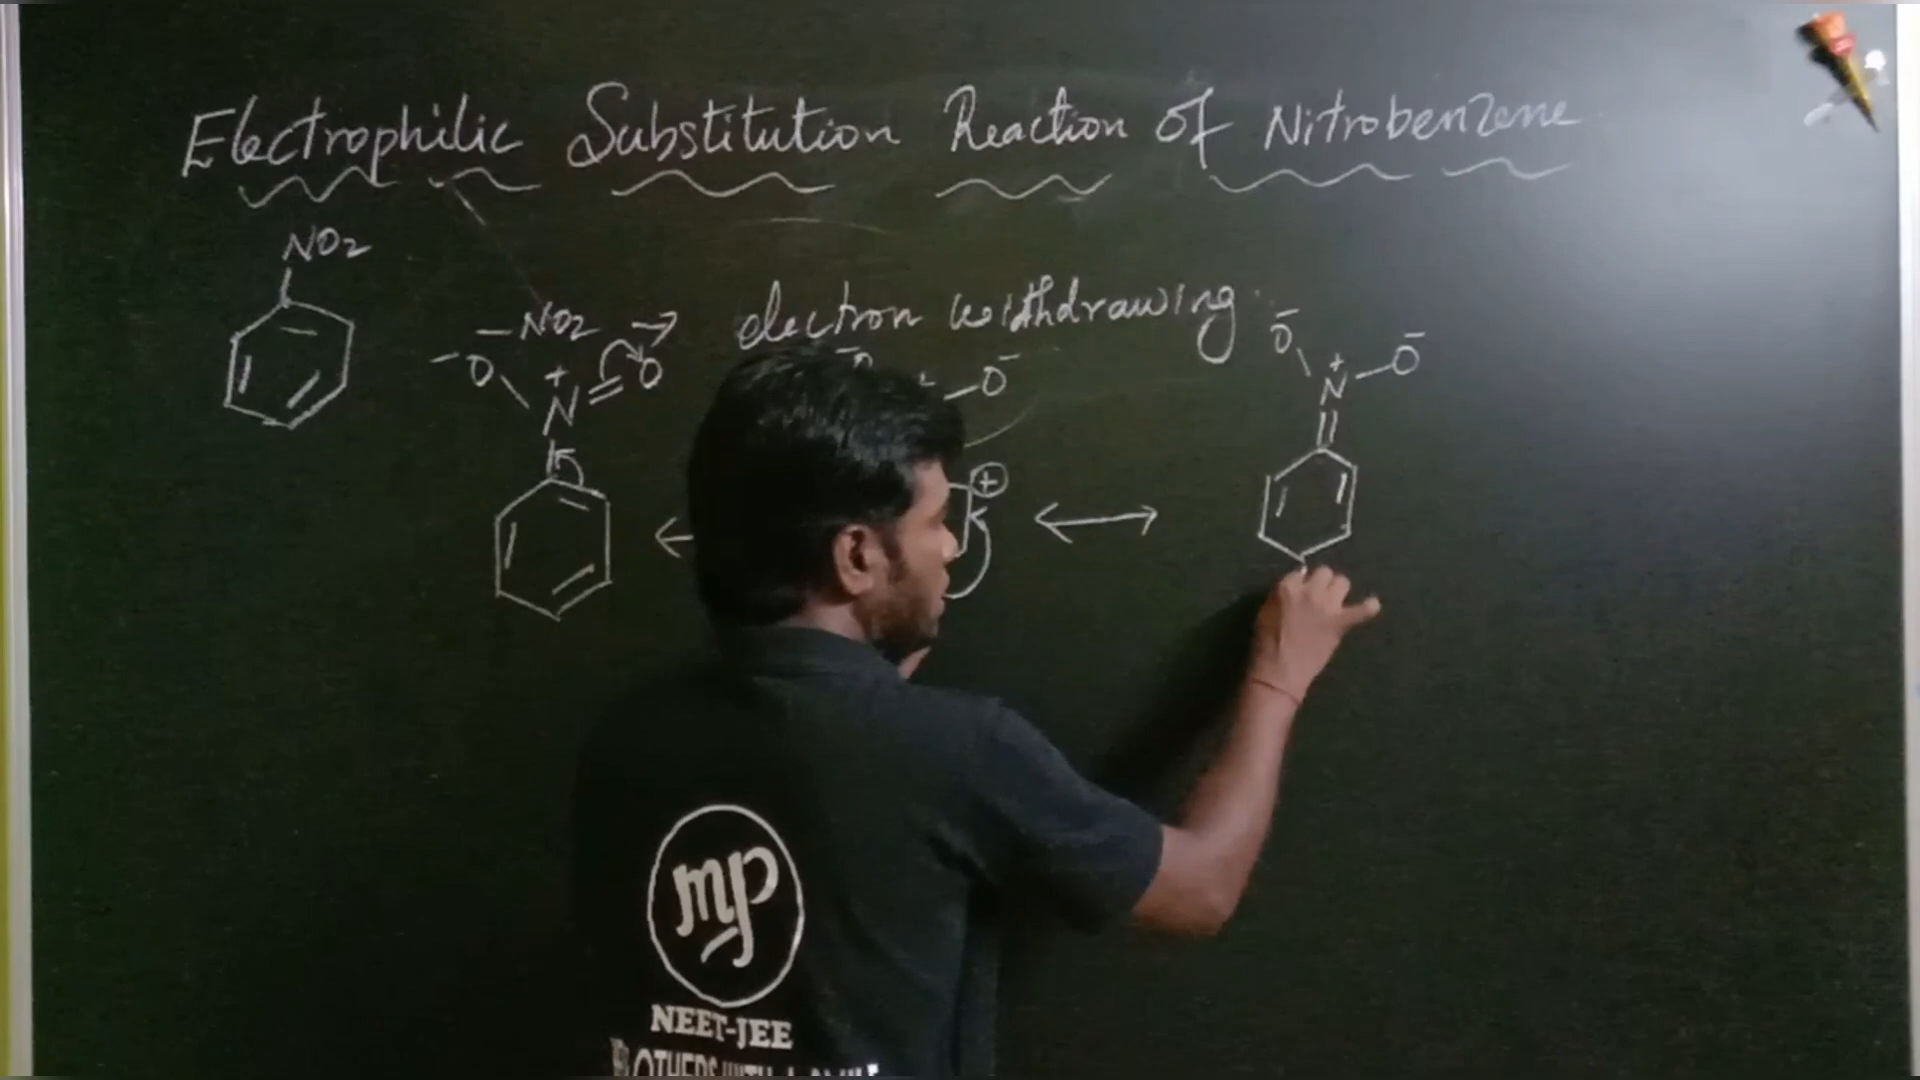 Electrophilic Substitution Reaction Of Nitrobenzene
NO2
-NO2 → electron withdrawing
-O + N O
O- + O-
+
O- + N O-
mp
NEET-JEE